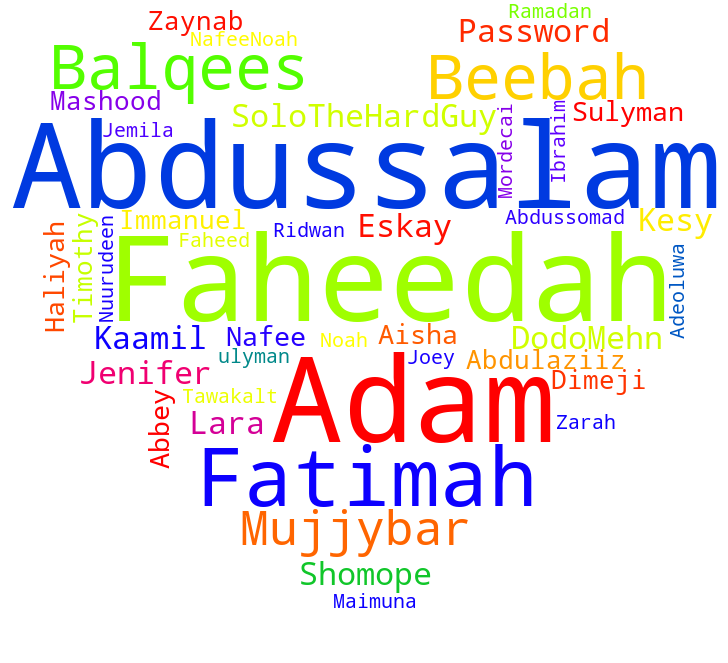 Ramadan
Zaynab
Password
NafeeNoah
Balqees
Beebah
Mashood
SoloTheHardGuy
Mordecai
Ibrahim
Sulyman
Jemila
Abdussalam
Immanuel
Abdussomad
Kesy
Eskay
Ridwan
Faheed
Haliyah
Timothy
Nuurudeen
Faheedah
Adeoluwa
Kaamil
Nafee
Noah
Aisha
DodoMehn
ulyman
Joey
Abdulaziiz
Jenifer
Dimeji
Adam
Tawakalt
Abbey
Lara
Zarah
Fatimah
Mujjybar
Shomope
Maimuna